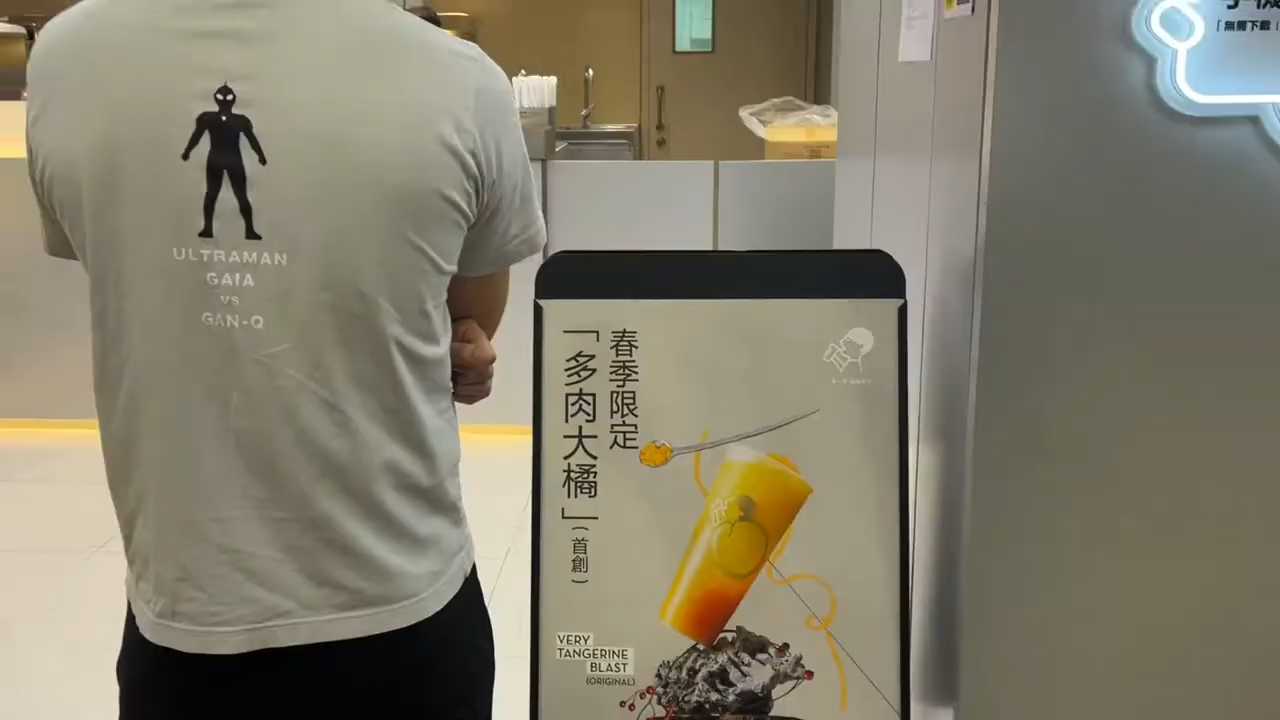 ULTRAMAN
GAIA
VS
GAN-Q
春季限定
「多肉大橘」(首創)
VERY
TANGERINE
BLAST
(ORIGINAL)
「無需下載